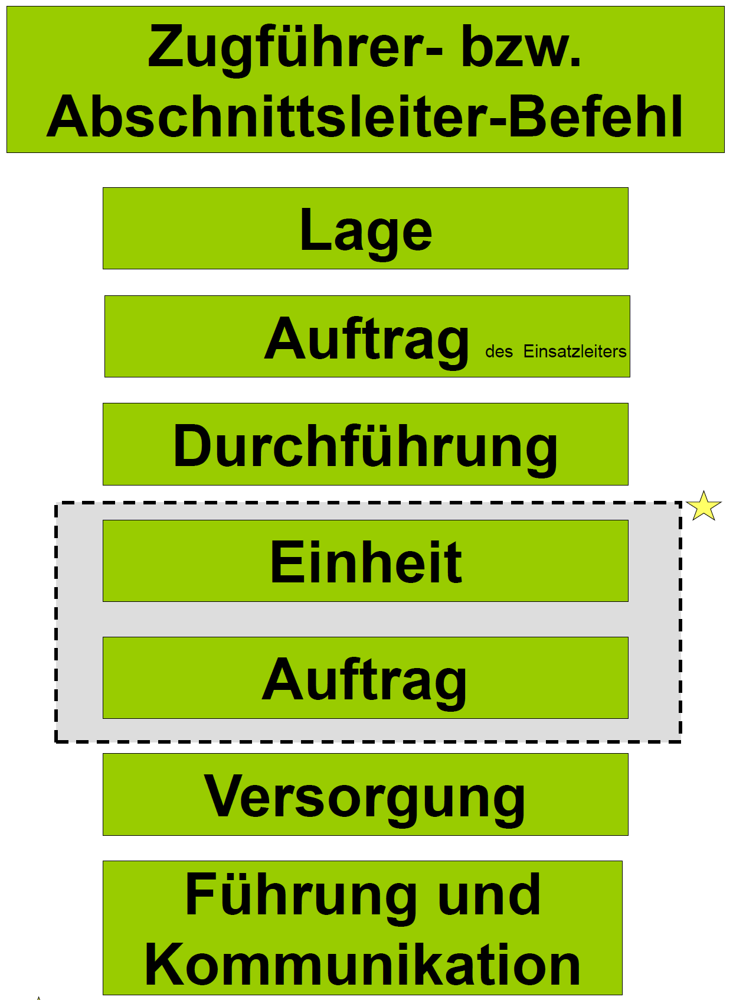 Zugführer- bzw.
Abschnittsleiter-Befehl
Lage
Auftrag des Einsatzleiters
Durchführung
Einheit
Auftrag
Versorgung
Führung und
Kommunikation